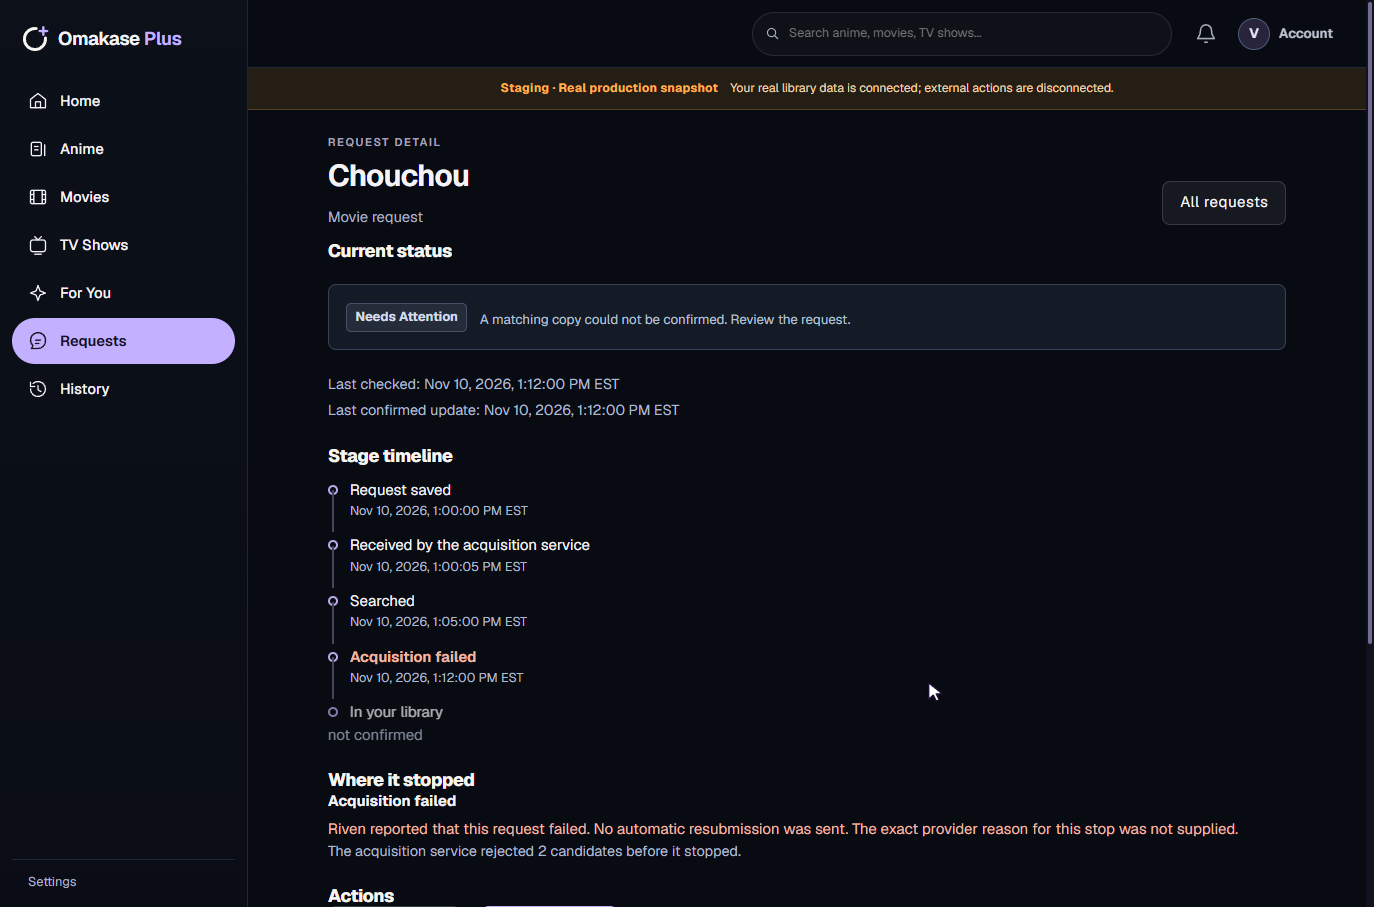 Omakase Plus
Search anime, movies, TV shows...
V
Account
Home
Anime
Movies
TV Shows
For You
Requests
History
Settings
Staging · Real production snapshot Your real library data is connected; external actions are disconnected.
REQUEST DETAIL
Chouchou
Movie request
All requests
Current status
Needs Attention A matching copy could not be confirmed. Review the request.
Last checked: Nov 10, 2026, 1:12:00 PM EST
Last confirmed update: Nov 10, 2026, 1:12:00 PM EST
Stage timeline
Request saved
Nov 10, 2026, 1:00:00 PM EST
Received by the acquisition service
Nov 10, 2026, 1:00:05 PM EST
Searched
Nov 10, 2026, 1:05:00 PM EST
Acquisition failed
Nov 10, 2026, 1:12:00 PM EST
In your library
not confirmed
Where it stopped
Acquisition failed
Riven reported that this request failed. No automatic resubmission was sent. The exact provider reason for this stop was not supplied.
The acquisition service rejected 2 candidates before it stopped.
Actions